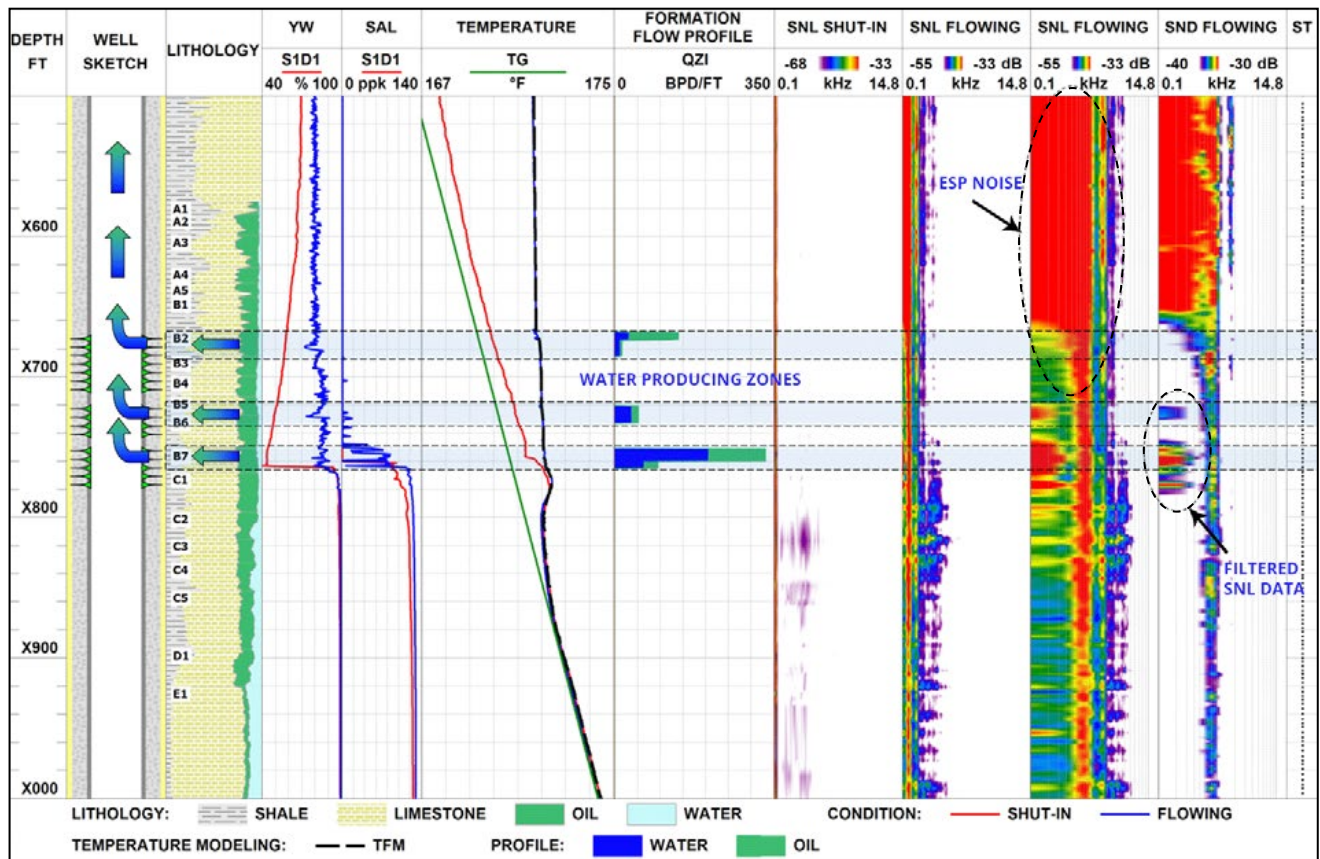 DEPTH FT
WELL SKETCH
LITHOLOGY
YW
S1D1
40 % 100
SAL
S1D1
0 ppk 140
TEMPERATURE
TG
167 °F 175
FORMATION FLOW PROFILE
QZI
0 BPD/FT 350
SNL SHUT-IN
-68 -33
0.1 kHz 14.8
SNL FLOWING
-55 -33 dB
0.1 kHz 14.8
SNL FLOWING
-55 -33 dB
0.1 kHz 14.8
SND FLOWING
-40 -30 dB
0.1 kHz 14.8
ST
ESP NOISE
A1
A2
X600
A3
A4
A5
B1
B2
B3
X700
WATER PRODUCING ZONES
B4
B5
B6
B7
C1
X800
C2
C3
C4
FILTERED
SNL DATA
C5
X900
D1
E1
X000
LITHOLOGY: SHALE LIMESTONE OIL WATER CONDITION: SHUT-IN FLOWING
TEMPERATURE MODELING: TFM PROFILE: WATER OIL